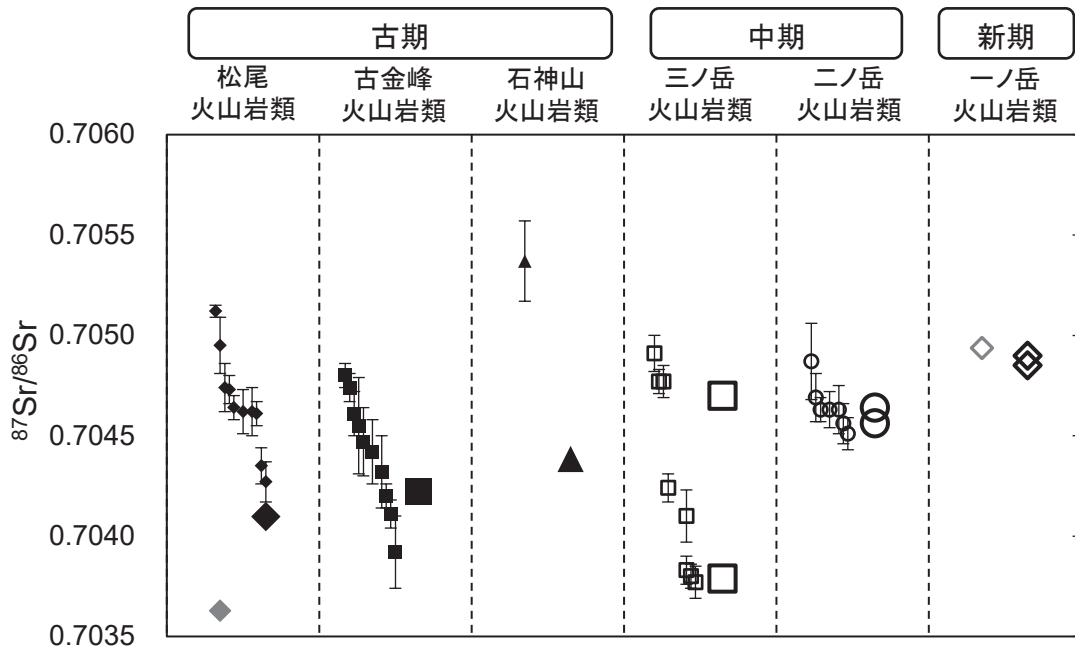 古期
中期
新期
松尾
火山岩類
古金峰
火山岩類
石神山
火山岩類
三ノ岳
火山岩類
二ノ岳
火山岩類
一ノ岳
火山岩類
0.7060
0.7055
0.7050
0.7045
0.7040
0.7035
⁸⁷Sr/⁸⁶Sr